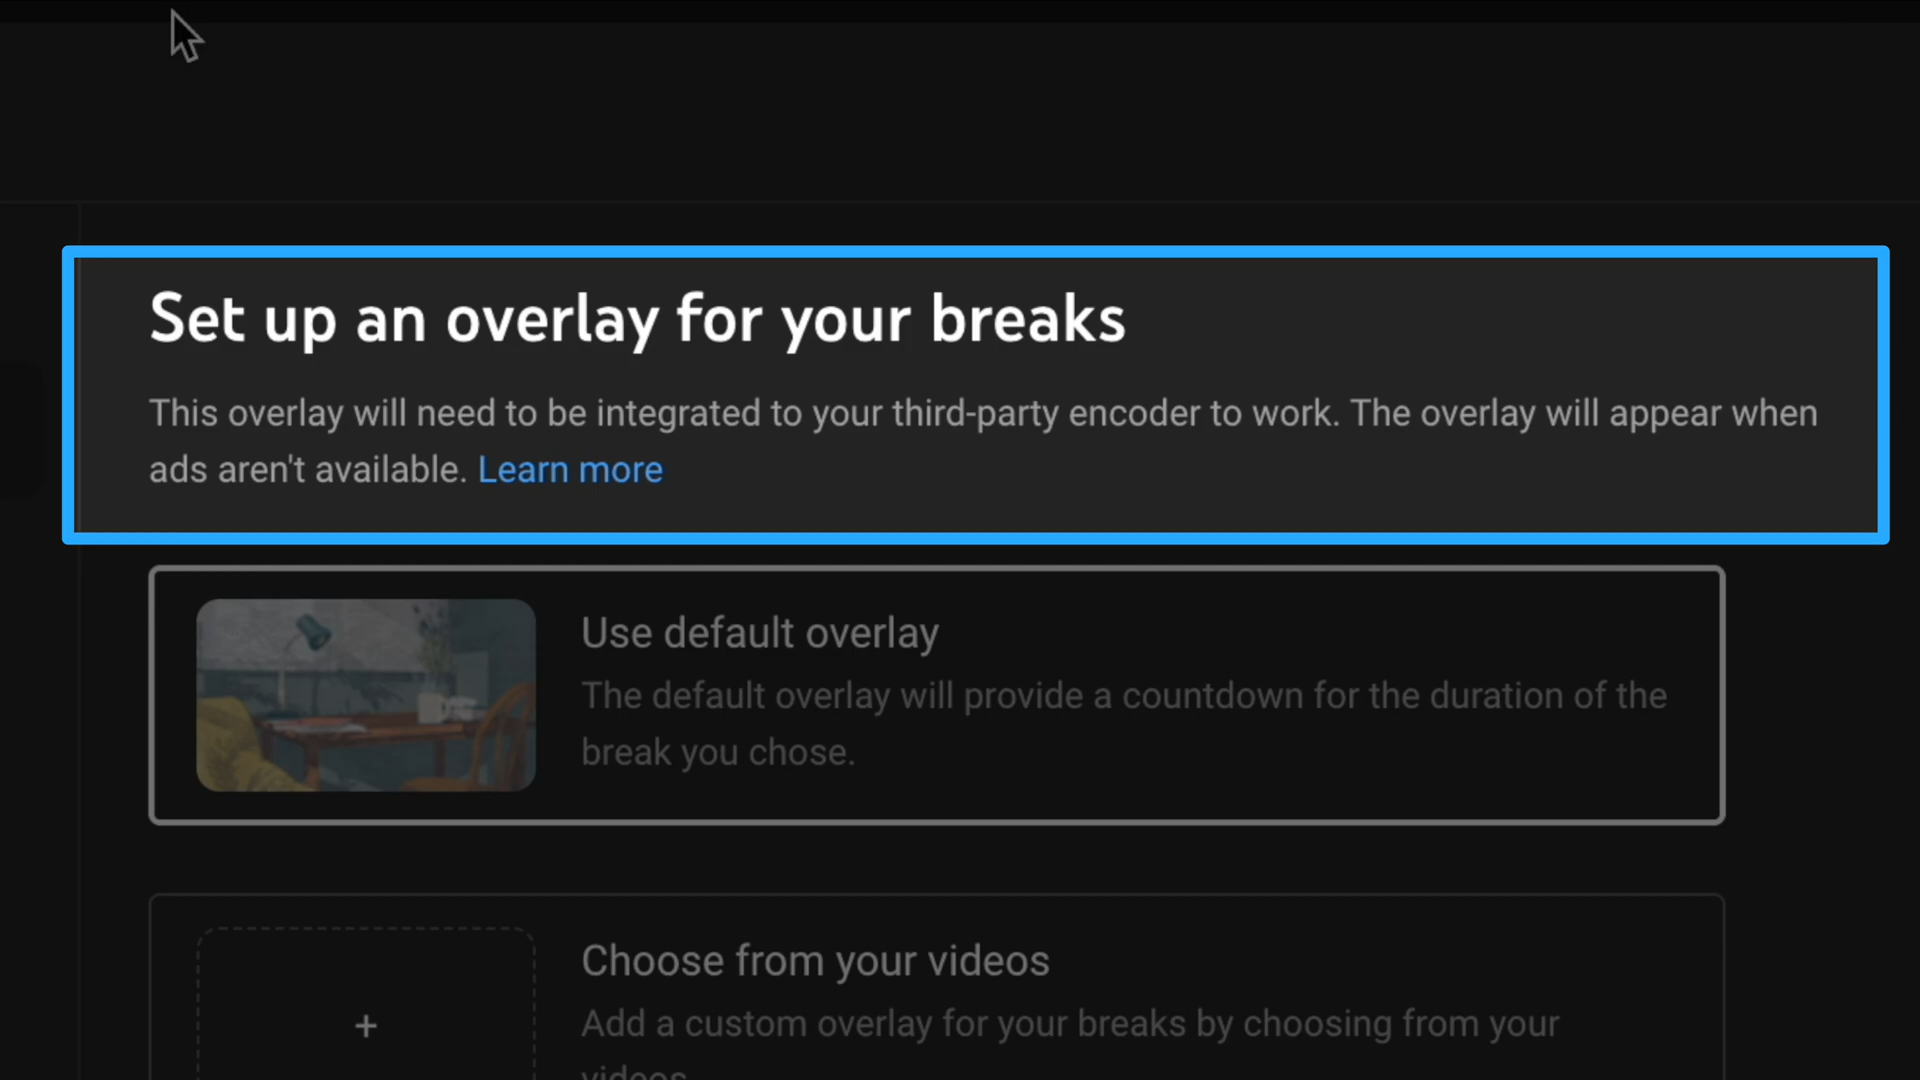 Set up an overlay for your breaks
This overlay will need to be integrated to your third-party encoder to work. The overlay will appear when
ads aren't available. Learn more
Use default overlay
The default overlay will provide a countdown for the duration of the
break you chose.
+
Choose from your videos
Add a custom overlay for your breaks by choosing from your
videos